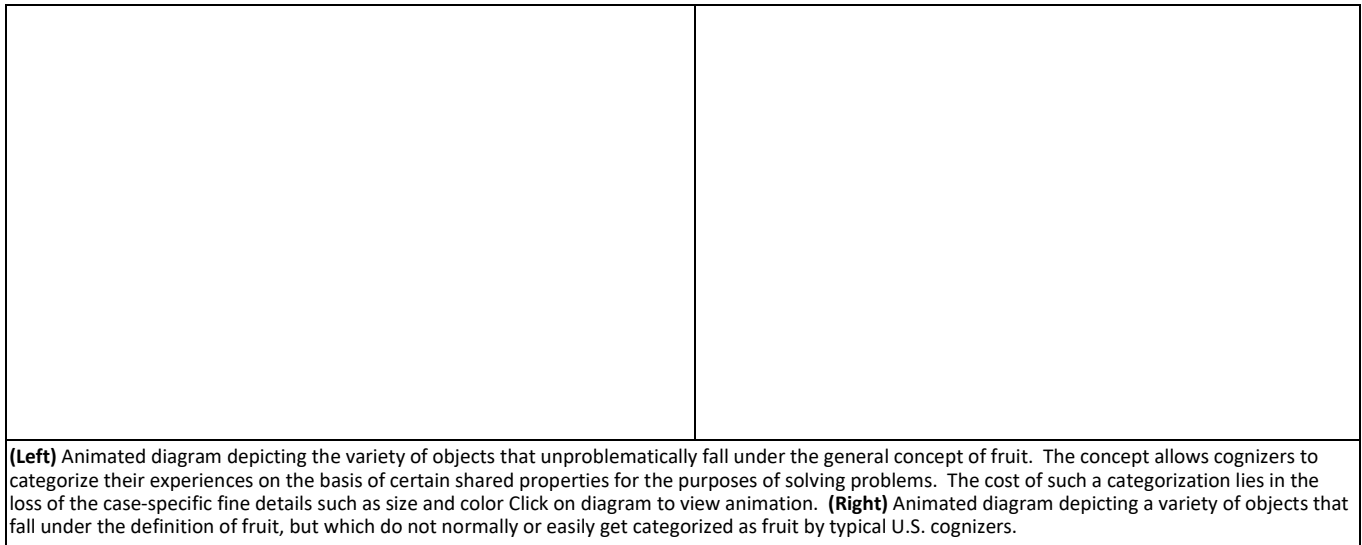 (Left) Animated diagram depicting the variety of objects that unproblematically fall under the general concept of fruit.  The concept allows cognizers to
categorize their experiences on the basis of certain shared properties for the purposes of solving problems.  The cost of such a categorization lies in the
loss of the case-specific fine details such as size and color Click on diagram to view animation.  (Right) Animated diagram depicting a variety of objects that
fall under the definition of fruit, but which do not normally or easily get categorized as fruit by typical U.S. cognizers.